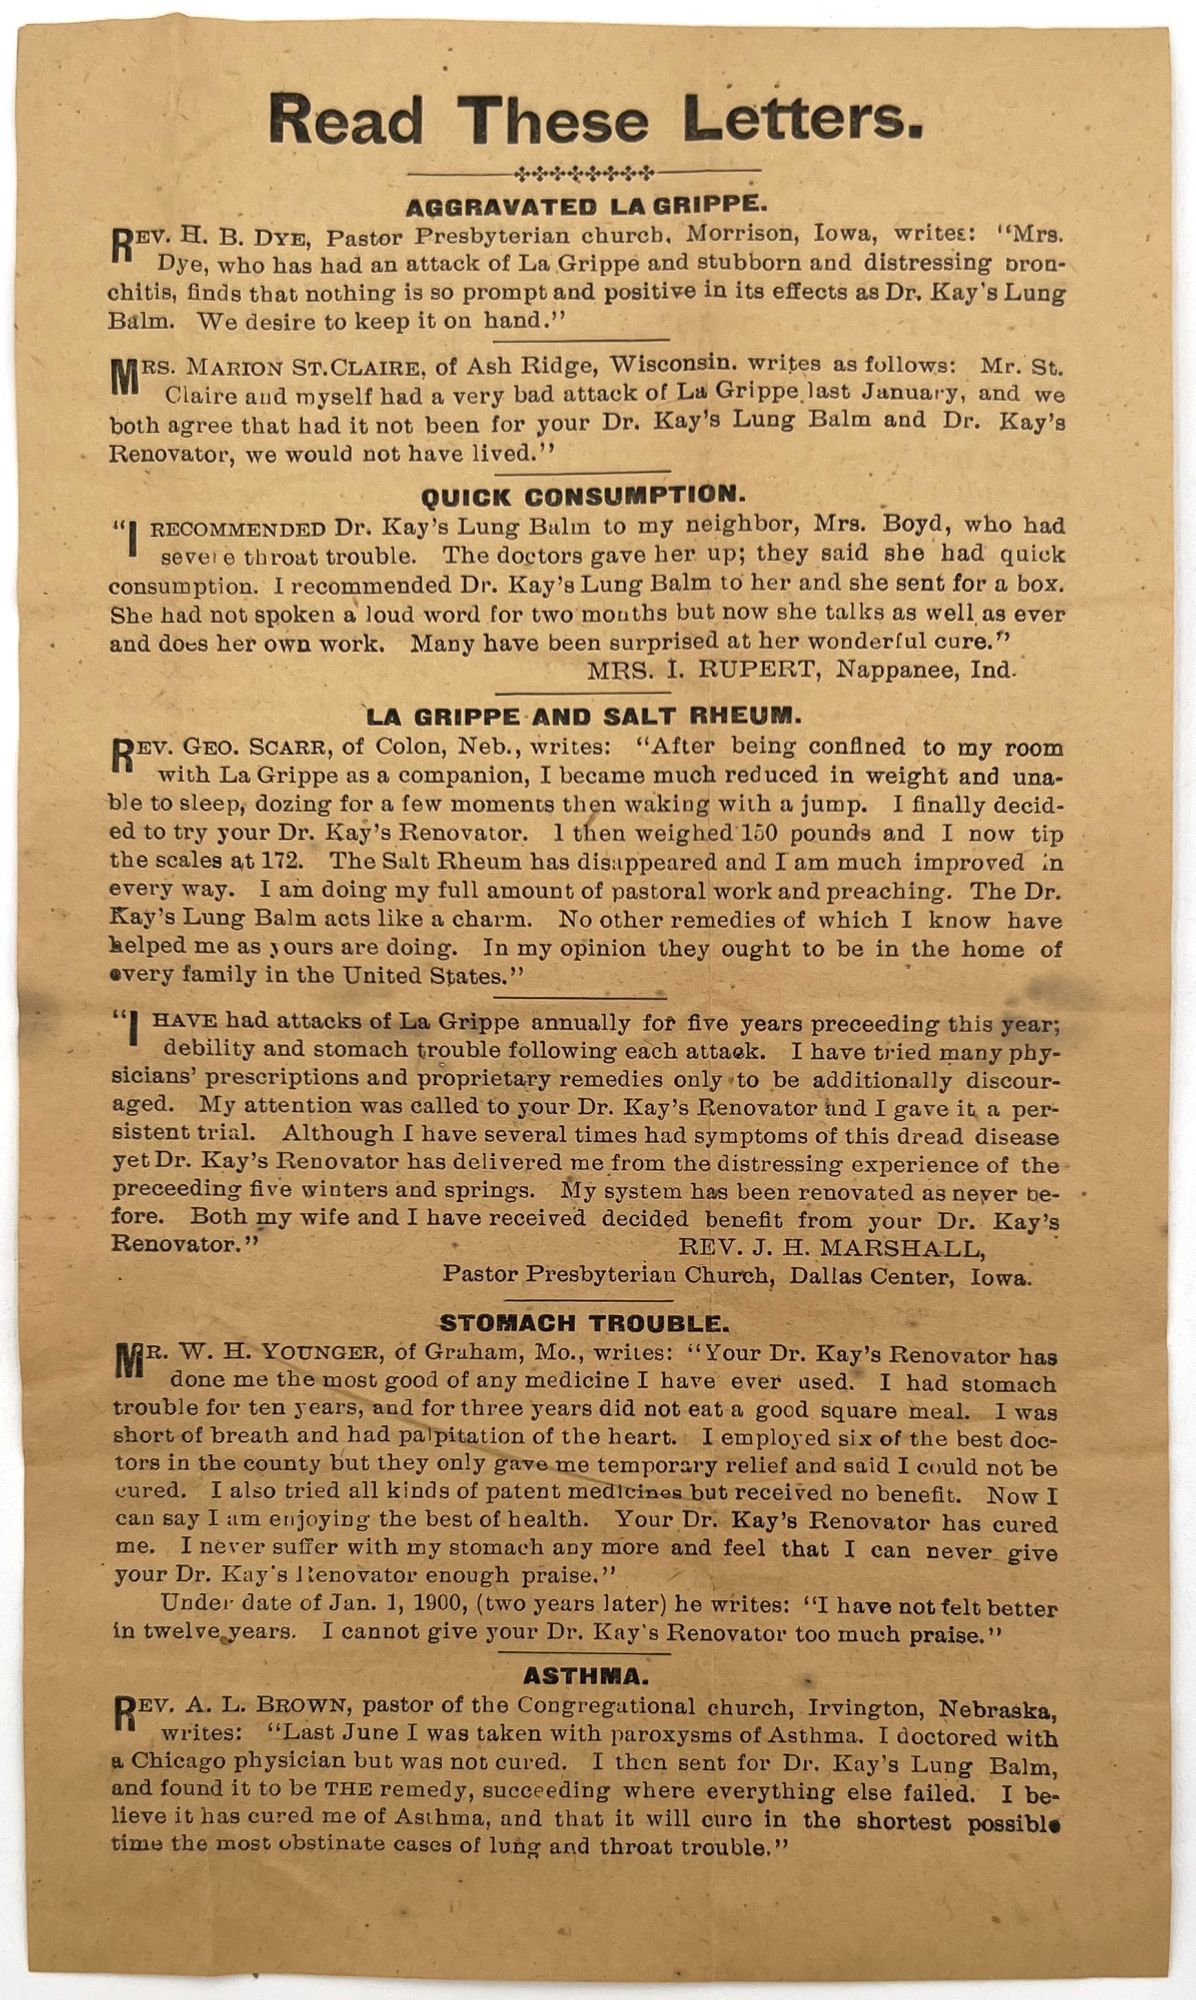 Read These Letters.
AGGRAVATED LA GRIPPE.
REV. H. B. DYE, Pastor Presbyterian church, Morrison, Iowa, writes: "Mrs.
Dye, who has had an attack of La Grippe and stubborn and distressing bron-
chitis, finds that nothing is so prompt and positive in its effects as Dr. Kay's Lung
Balm. We desire to keep it on hand."
MRS. MARION ST. CLAIRE, of Ash Ridge, Wisconsin. writes as follows: Mr. St.
Claire and myself had a very bad attack of La Grippe last January, and we
both agree that had it not been for your Dr. Kay's Lung Balm and Dr. Kay's
Renovator, we would not have lived."
QUICK CONSUMPTION.
"I RECOMMENDED Dr. Kay's Lung Balm to my neighbor, Mrs. Boyd, who had
severe throat trouble. The doctors gave her up; they said she had quick
consumption. I recommended Dr. Kay's Lung Balm to her and she sent for a box.
She had not spoken a loud word for two months but now she talks as well as ever
and does her own work. Many have been surprised at her wonderful cure."
MRS. I. RUPERT, Nappanee, Ind.
LA GRIPPE AND SALT RHEUM.
REV. GEO. SCARR, of Colon, Neb., writes: "After being confined to my room
with La Grippe as a companion, I became much reduced in weight and una-
ble to sleep, dozing for a few moments then waking with a jump. I finally decid-
ed to try your Dr. Kay's Renovator. I then weighed 150 pounds and I now tip
the scales at 172. The Salt Rheum has disappeared and I am much improved in
every way. I am doing my full amount of pastoral work and preaching. The Dr.
Kay's Lung Balm acts like a charm. No other remedies of which I know have
helped me as yours are doing. In my opinion they ought to be in the home of
every family in the United States."
"I HAVE had attacks of La Grippe annually for five years preceeding this year;
debility and stomach trouble following each attack. I have tried many phy-
sicians' prescriptions and proprietary remedies only to be additionally discour-
aged. My attention was called to your Dr. Kay's Renovator and I gave it a per-
sistent trial. Although I have several times had symptoms of this dread disease
yet Dr. Kay's Renovator has delivered me from the distressing experience of the
preceeding five winters and springs. My system has been renovated as never be-
fore. Both my wife and I have received decided benefit from your Dr. Kay's
Renovator."
REV. J. H. MARSHALL,
Pastor Presbyterian Church, Dallas Center, Iowa.
STOMACH TROUBLE.
MR. W. H. YOUNGER, of Graham, Mo., writes: "Your Dr. Kay's Renovator has
done me the most good of any medicine I have ever used. I had stomach
trouble for ten years, and for three years did not eat a good square meal. I was
short of breath and had palpitation of the heart. I employed six of the best doc-
tors in the county but they only gave me temporary relief and said I could not be
cured. I also tried all kinds of patent medicines but received no benefit. Now I
can say I am enjoying the best of health. Your Dr. Kay's Renovator has cured
me. I never suffer with my stomach any more and feel that I can never give
your Dr. Kay's Renovator enough praise."
Under date of Jan. 1, 1900, (two years later) he writes: "I have not felt better
in twelve years. I cannot give your Dr. Kay's Renovator too much praise."
ASTHMA.
REV. A. L. BROWN, pastor of the Congregational church, Irvington, Nebraska,
writes: "Last June I was taken with paroxysms of Asthma. I doctored with
a Chicago physician but was not cured. I then sent for Dr. Kay's Lung Balm,
and found it to be THE remedy, succeeding where everything else failed. I be-
lieve it has cured me of Asthma, and that it will cure in the shortest possible
time the most obstinate cases of lung and throat trouble."